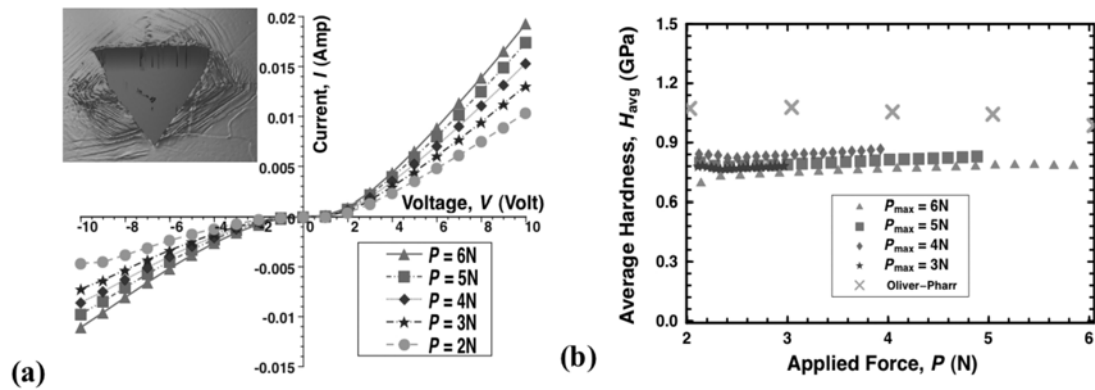 (a)
Current, I (Amp)
0.02
0.015
0.01
0.005
0
-0.005
-0.01
-0.015
-10 -8 -6 -4 -2 0 2 4 6 8 10
Voltage, V (Volt)
P = 6N
P = 5N
P = 4N
P = 3N
P = 2N
(b)
Average Hardness, Havg (GPa)
1.5
1.2
0.9
0.6
0.3
0.0
2 3 4 5 6
Applied Force, P (N)
Pmax = 6N
Pmax = 5N
Pmax = 4N
Pmax = 3N
Oliver-Pharr